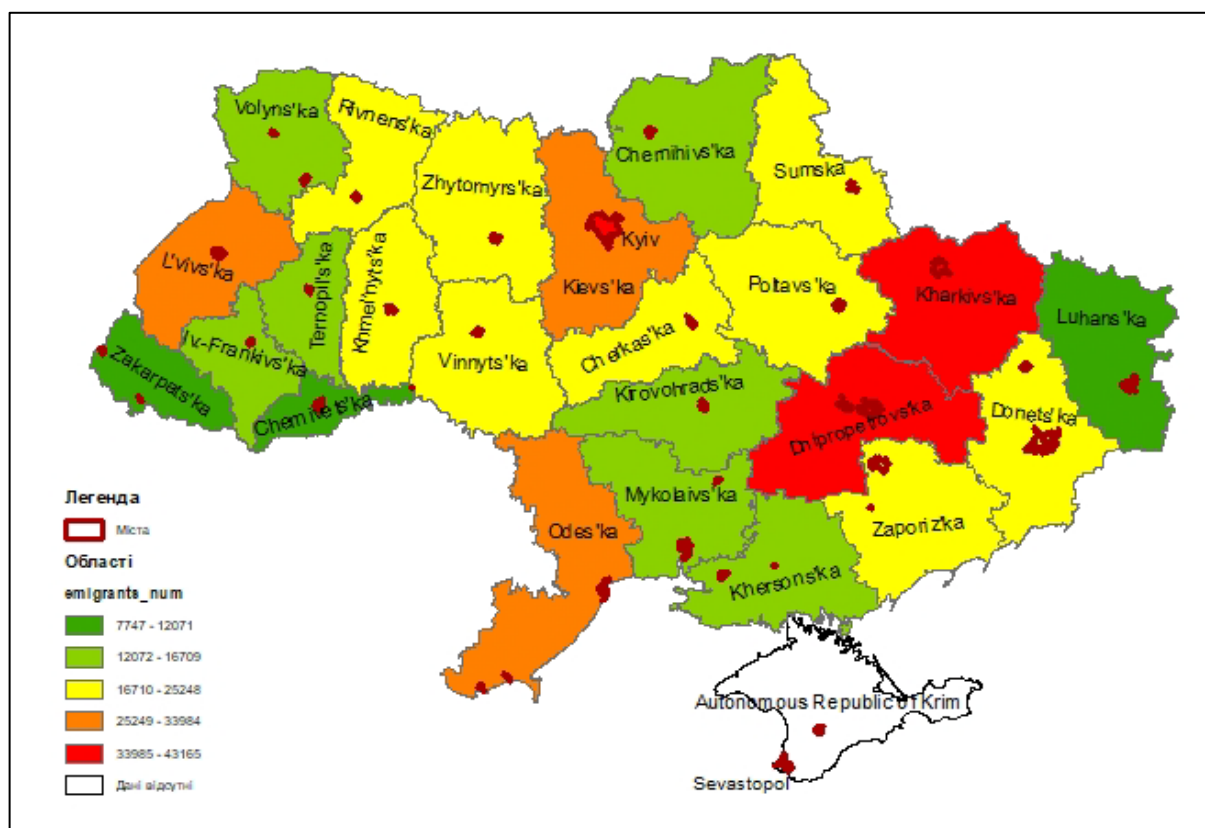 Volyns'ka
Rivnens'ka
Zhytomyrs'ka
Chernihivs'ka
Sumska
Kyiv
L'vivs'ka
Ternopil's'ka
Khmel'nyts'ka
Kievs'ka
Poltavs'ka
Kharkivs'ka
Luhans'ka
Zakarpats'ka
Iv.-Frankivs'ka
Chernivets'ka
Vinnyts'ka
Cherkas'ka
Kirovohrads'ka
Dnipropetrovs'ka
Donets'ka
Odes'ka
Mykolaivs'ka
Zaporiz'ka
Khersons'ka
Autonomous Republic of Krim
Sevastopol
Легенда
Міста
Області
emigrants_num
7747 - 12071
12072 - 16709
16710 - 25248
25249 - 33984
33985 - 43165
Дані відсутні